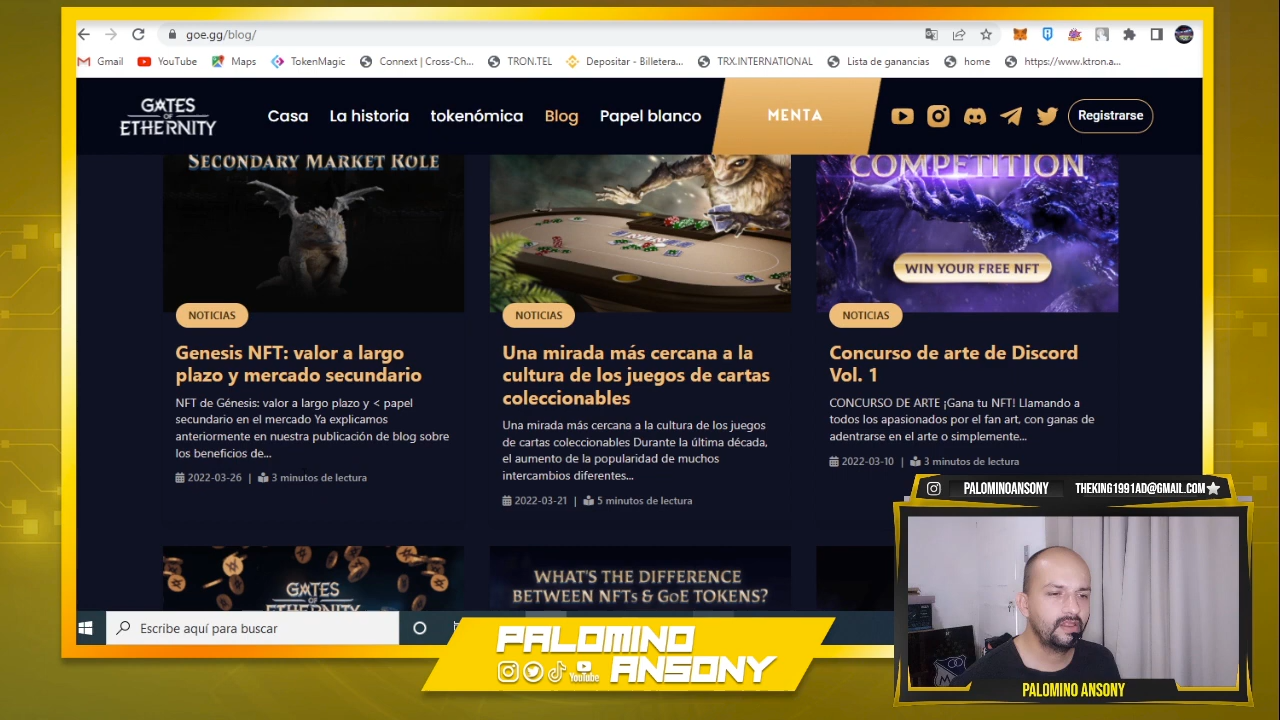 goe.gg/blog/
Gmail YouTube Maps TokenMagic Connext | Cross-Ch... TRON.TEL Depositar - Billetera... TRX.INTERNATIONAL Lista de ganancias home https://www.ktron.a...
GATES OF ETHERNITY
Casa La historia tokenómica Blog Papel blanco MENTA Registrarse
SECONDARY MARKET ROLE
COMPETITION
WIN YOUR FREE NFT
NOTICIAS
Genesis NFT: valor a largo
plazo y mercado secundario
NFT de Génesis: valor a largo plazo y < papel
secundario en el mercado Ya explicamos
anteriormente en nuestra publicación de blog sobre
los beneficios de...
2022-03-26 | 3 minutos de lectura
NOTICIAS
Una mirada más cercana a la
cultura de los juegos de cartas
coleccionables
Una mirada más cercana a la cultura de los juegos
de cartas coleccionables Durante la última década,
el aumento de la popularidad de muchos
intercambios diferentes...
2022-03-21 | 5 minutos de lectura
NOTICIAS
Concurso de arte de Discord
Vol. 1
CONCURSO DE ARTE ¡Gana tu NFT! Llamando a
todos los apasionados por el fan art, con ganas de
adentrarse en el arte o simplemente...
2022-03-10 | 3 minutos de lectura
GATES OF ETHERNITY
WHAT'S THE DIFFERENCE
BETWEEN NFTs & GoE TOKENS?
Escribe aquí para buscar
PALOMINO
ANSONY
YouTube
PALOMINOANSONY THEKING1991AD@GMAIL.COM
PALOMINO ANSONY